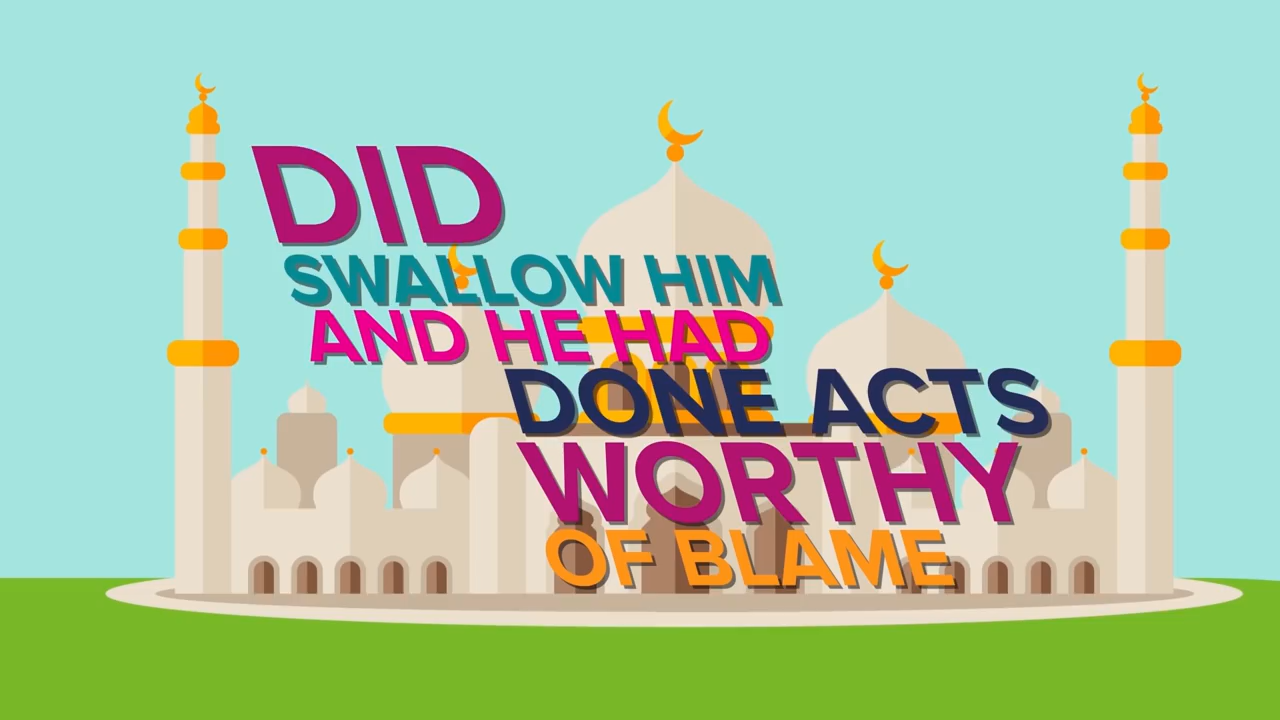 DID
SWALLOW HIM
AND HE HAD
DONE ACTS
WORTHY
OF BLAME